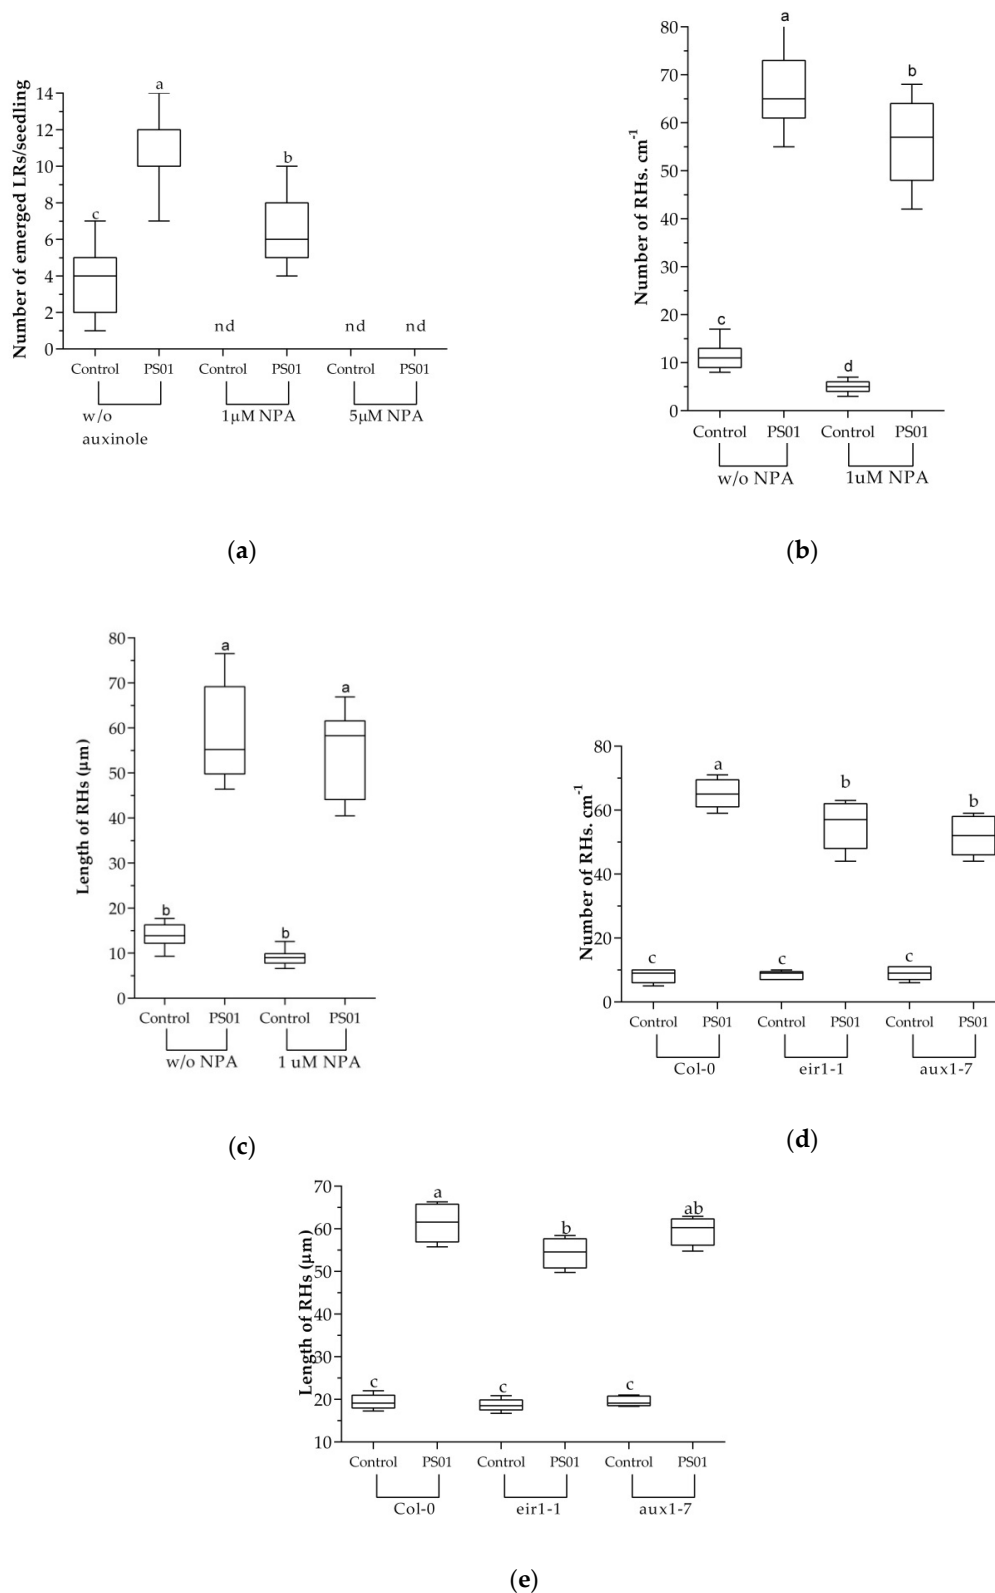 Number of emerged LRs/seedling
14
12
10
8
6
4
2
0
c
a
nd
b
nd
nd
Control PS01 Control PS01 Control PS01
w/o
auxinole
1μM NPA
5μM NPA
(a)
Number of RHs. cm-1
80
70
60
50
40
30
20
10
0
c
a
d
b
Control PS01 Control PS01
w/o NPA
1uM NPA
(b)
Length of RHs (μm)
80
70
60
50
40
30
20
10
0
b
a
b
a
Control PS01 Control PS01
w/o NPA
1 uM NPA
(c)
Number of RHs. cm-1
80
60
40
20
0
c
a
c
b
c
b
Control PS01 Control PS01 Control PS01
Col-0
eir1-1
aux1-7
(d)
Length of RHs (μm)
70
60
50
40
30
20
10
c
a
c
b
c
ab
Control PS01 Control PS01 Control PS01
Col-0
eir1-1
aux1-7
(e)